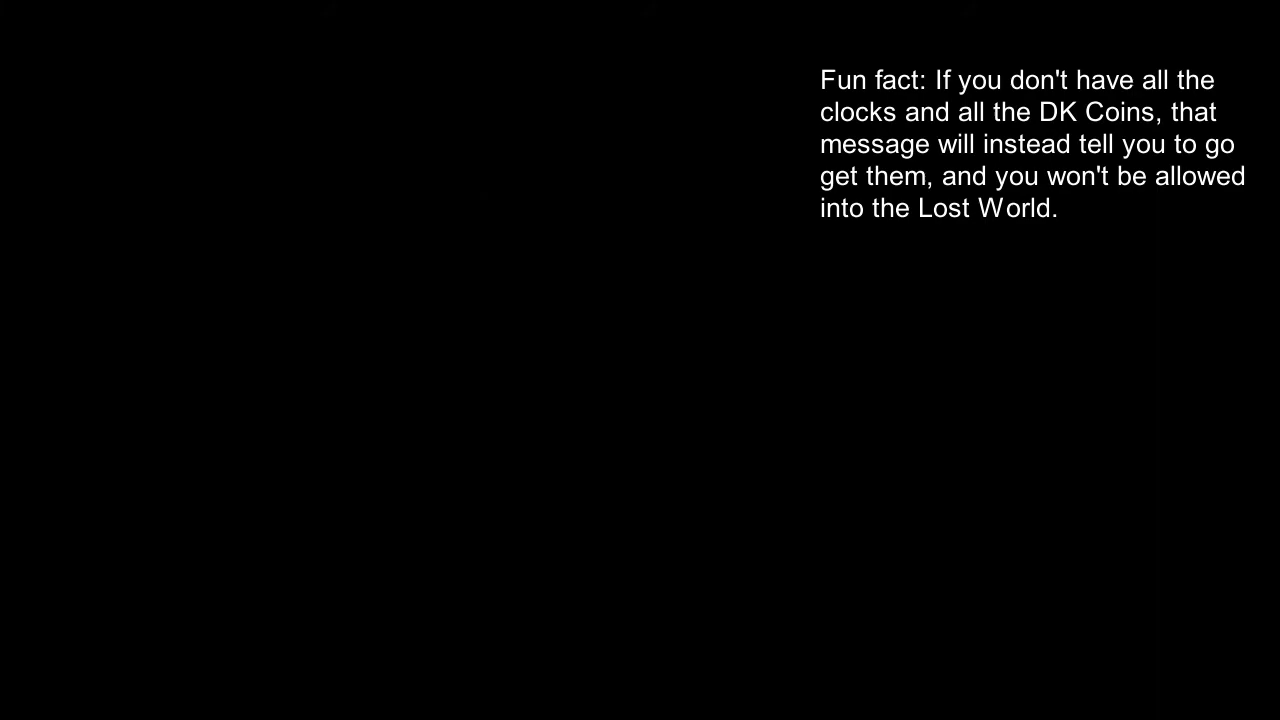 Fun fact: If you don't have all the
clocks and all the DK Coins, that
message will instead tell you to go
get them, and you won't be allowed
into the Lost World.